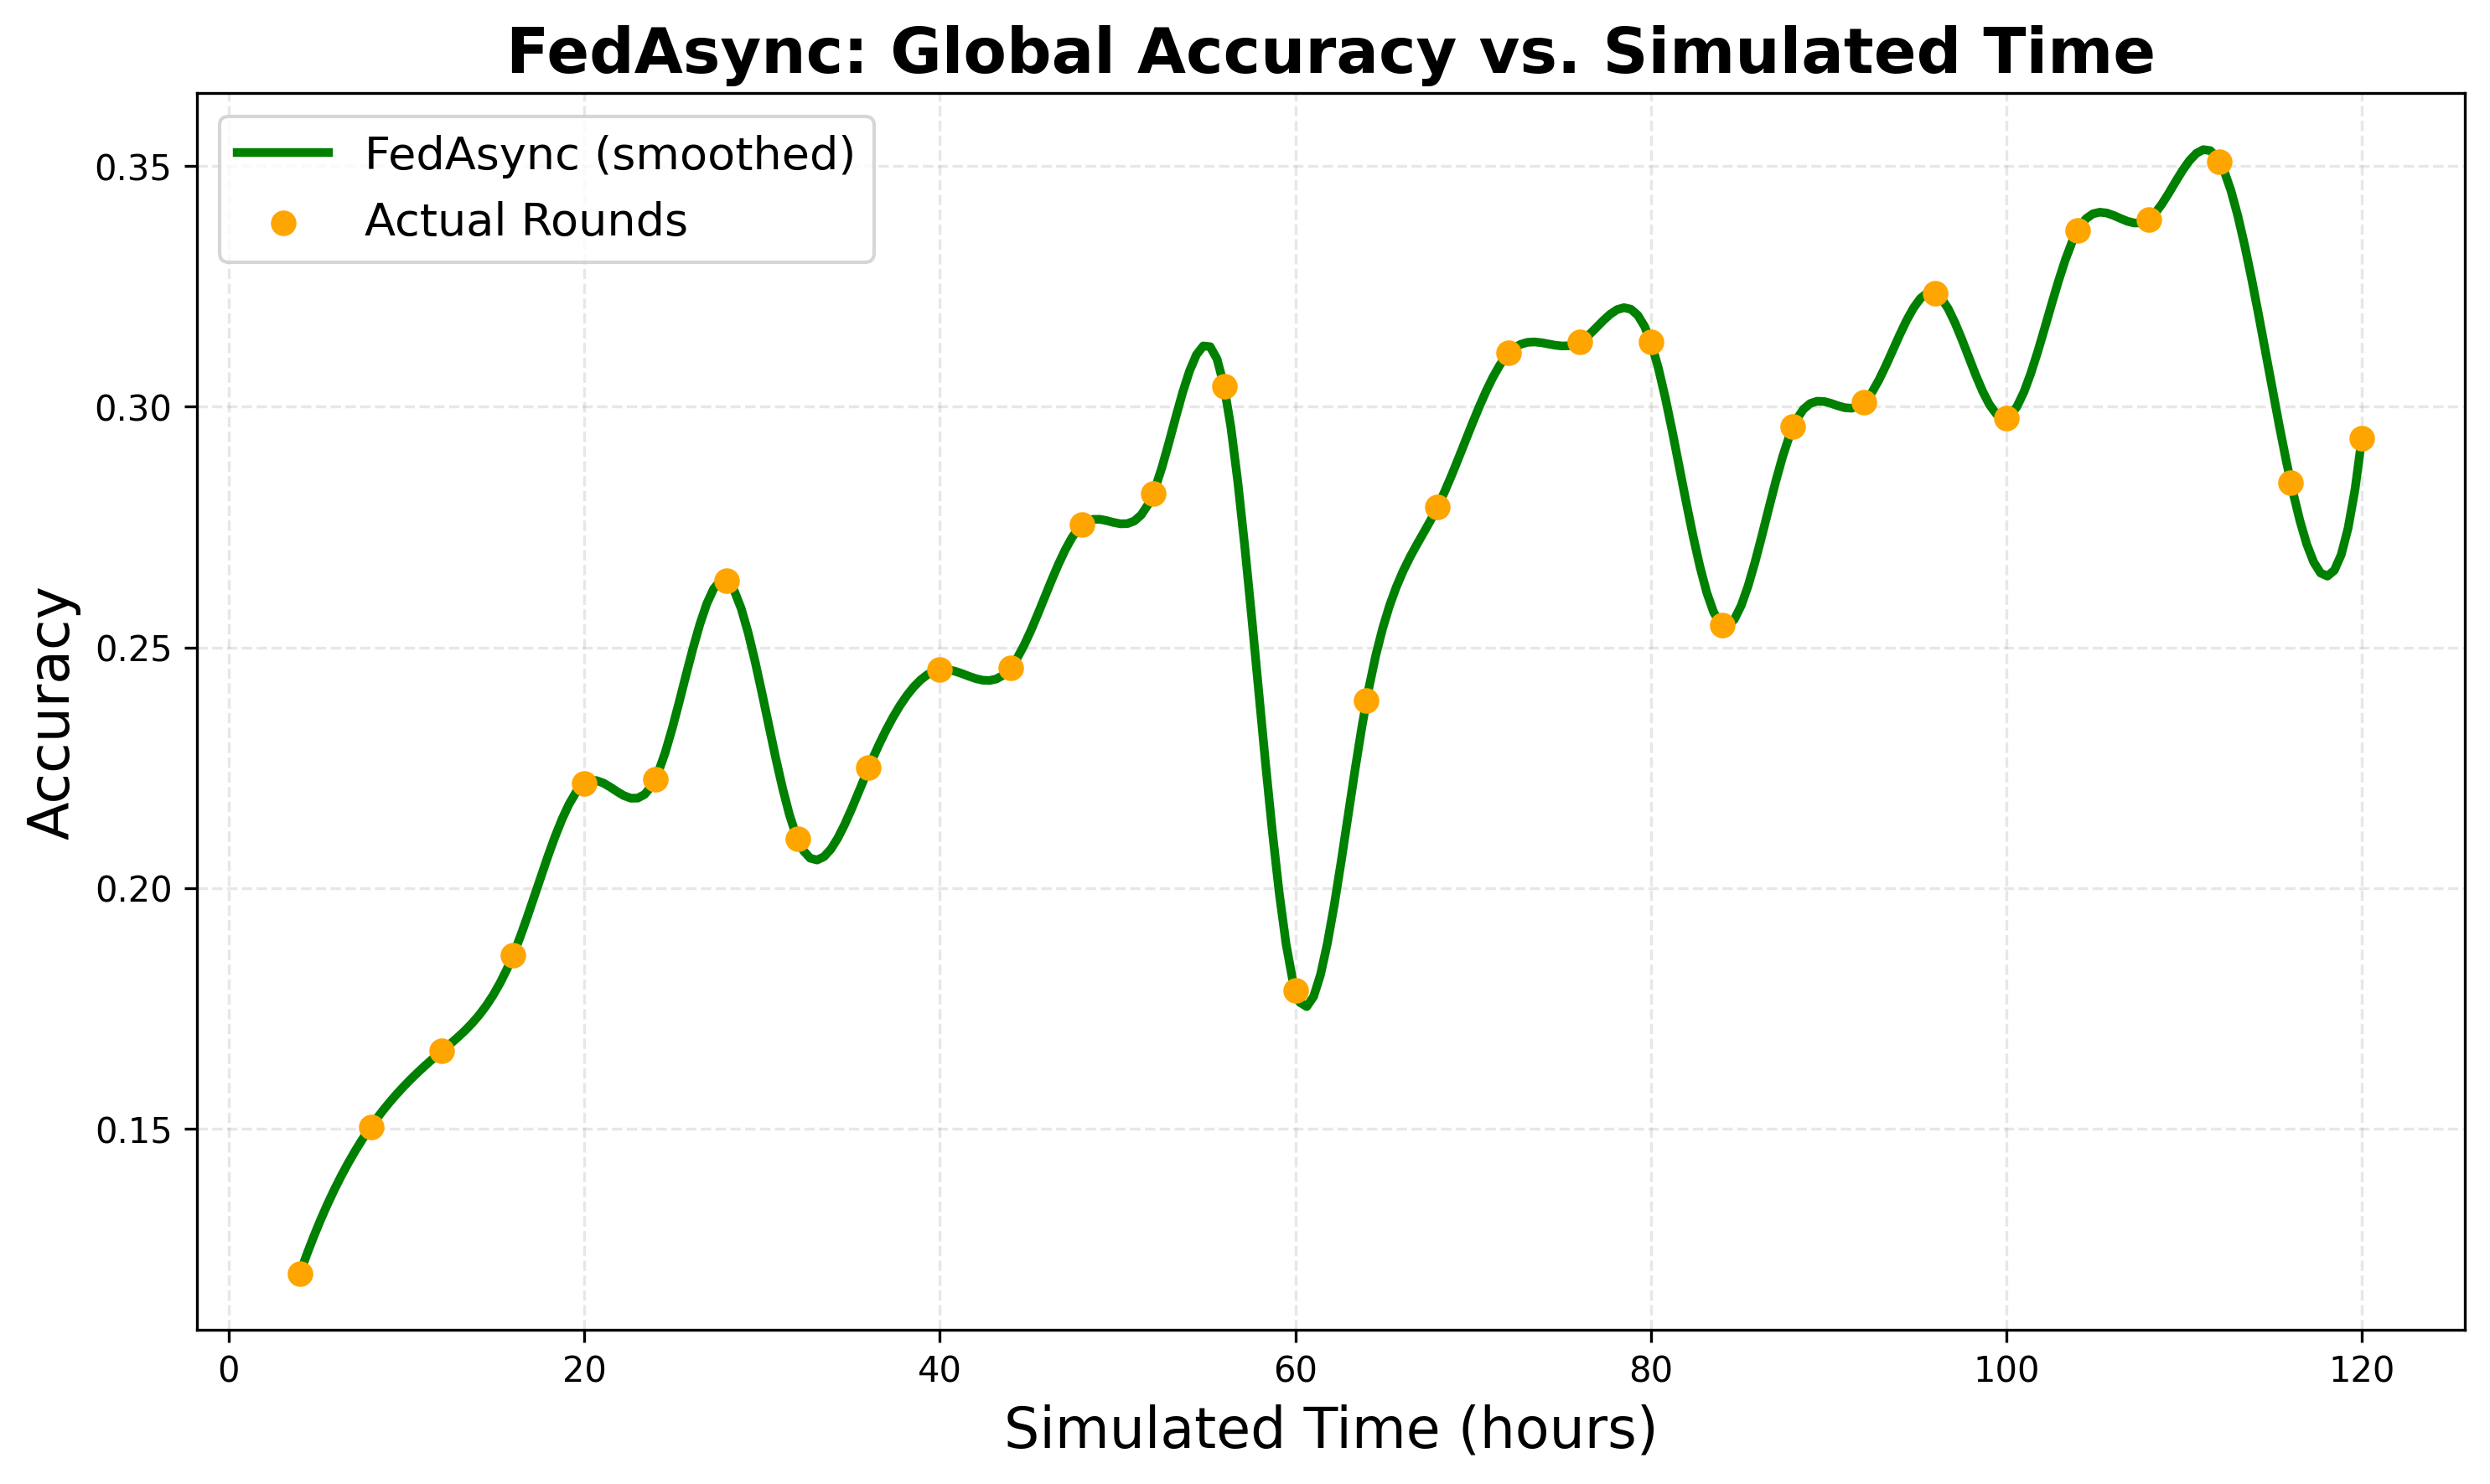 FedAsync: Global Accuracy vs. Simulated Time
FedAsync (smoothed)
Actual Rounds
0.35
0.30
0.25
0.20
0.15
Accuracy
0
20
40
60
80
100
120
Simulated Time (hours)